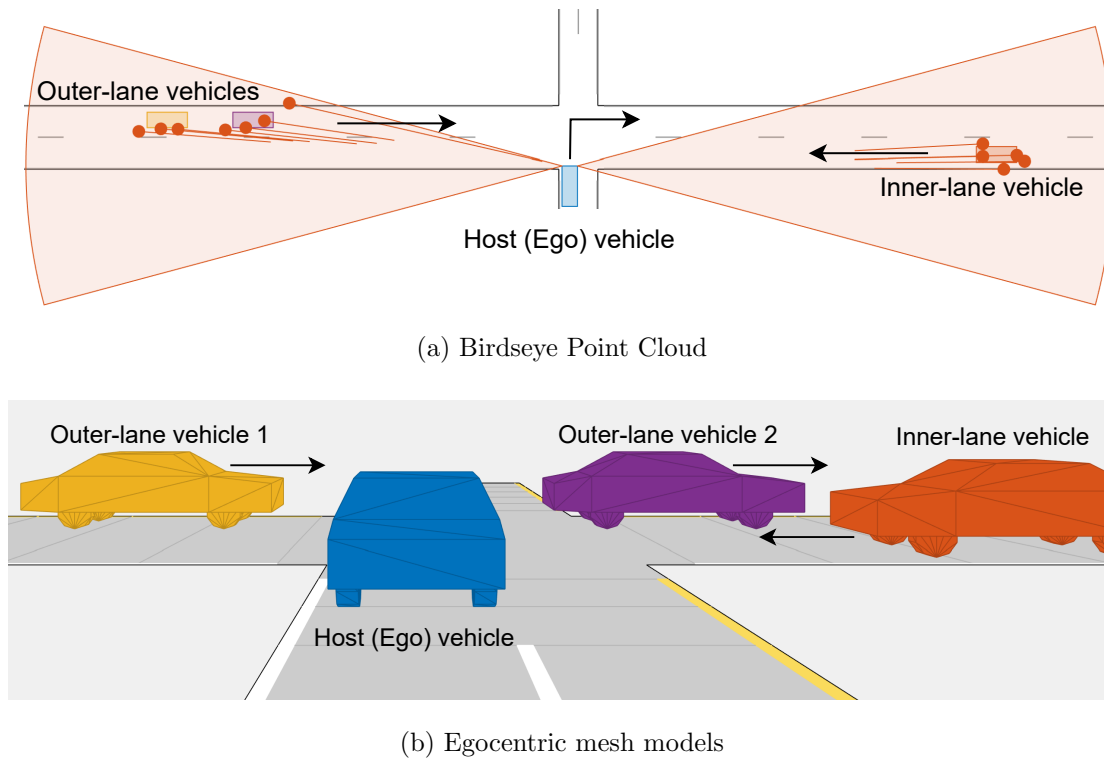 Outer-lane vehicles
Inner-lane vehicle
Host (Ego) vehicle
(a) Birdseye Point Cloud
Outer-lane vehicle 1
Outer-lane vehicle 2
Inner-lane vehicle
Host (Ego) vehicle
(b) Egocentric mesh models